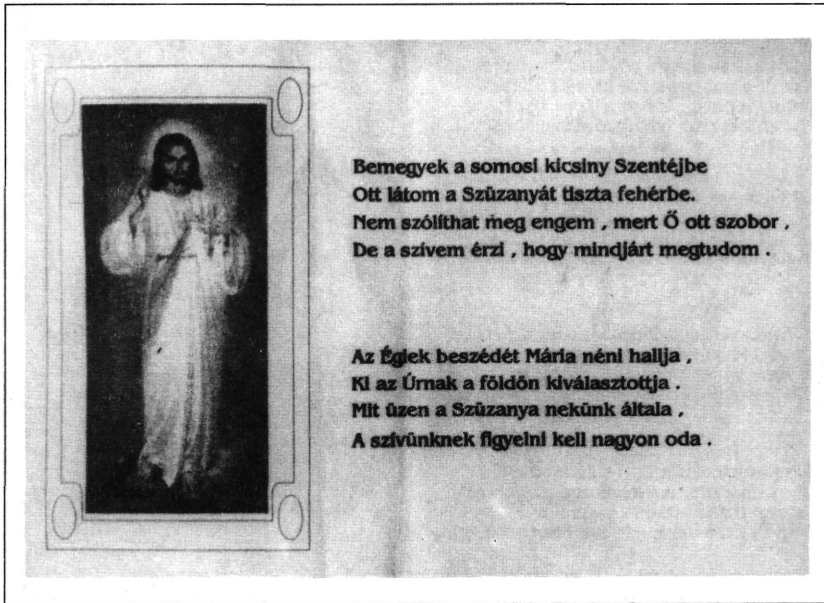 Bemegyek a somosi kicsiny Szentéjbe
Ott látom a Szüzanyát tiszta fehérbe.
Nem szólíthat meg engem , mert Ő ott szobor ,
De a szívem érzi , hogy mindjárt megtudom .
Az Égiek beszédét Mária néni hallja ,
Ki az Úrnak a földön kiválasztottja .
Mit üzen a Szüzanya nekünk általa ,
A szívünknek figyelni kell nagyon oda .